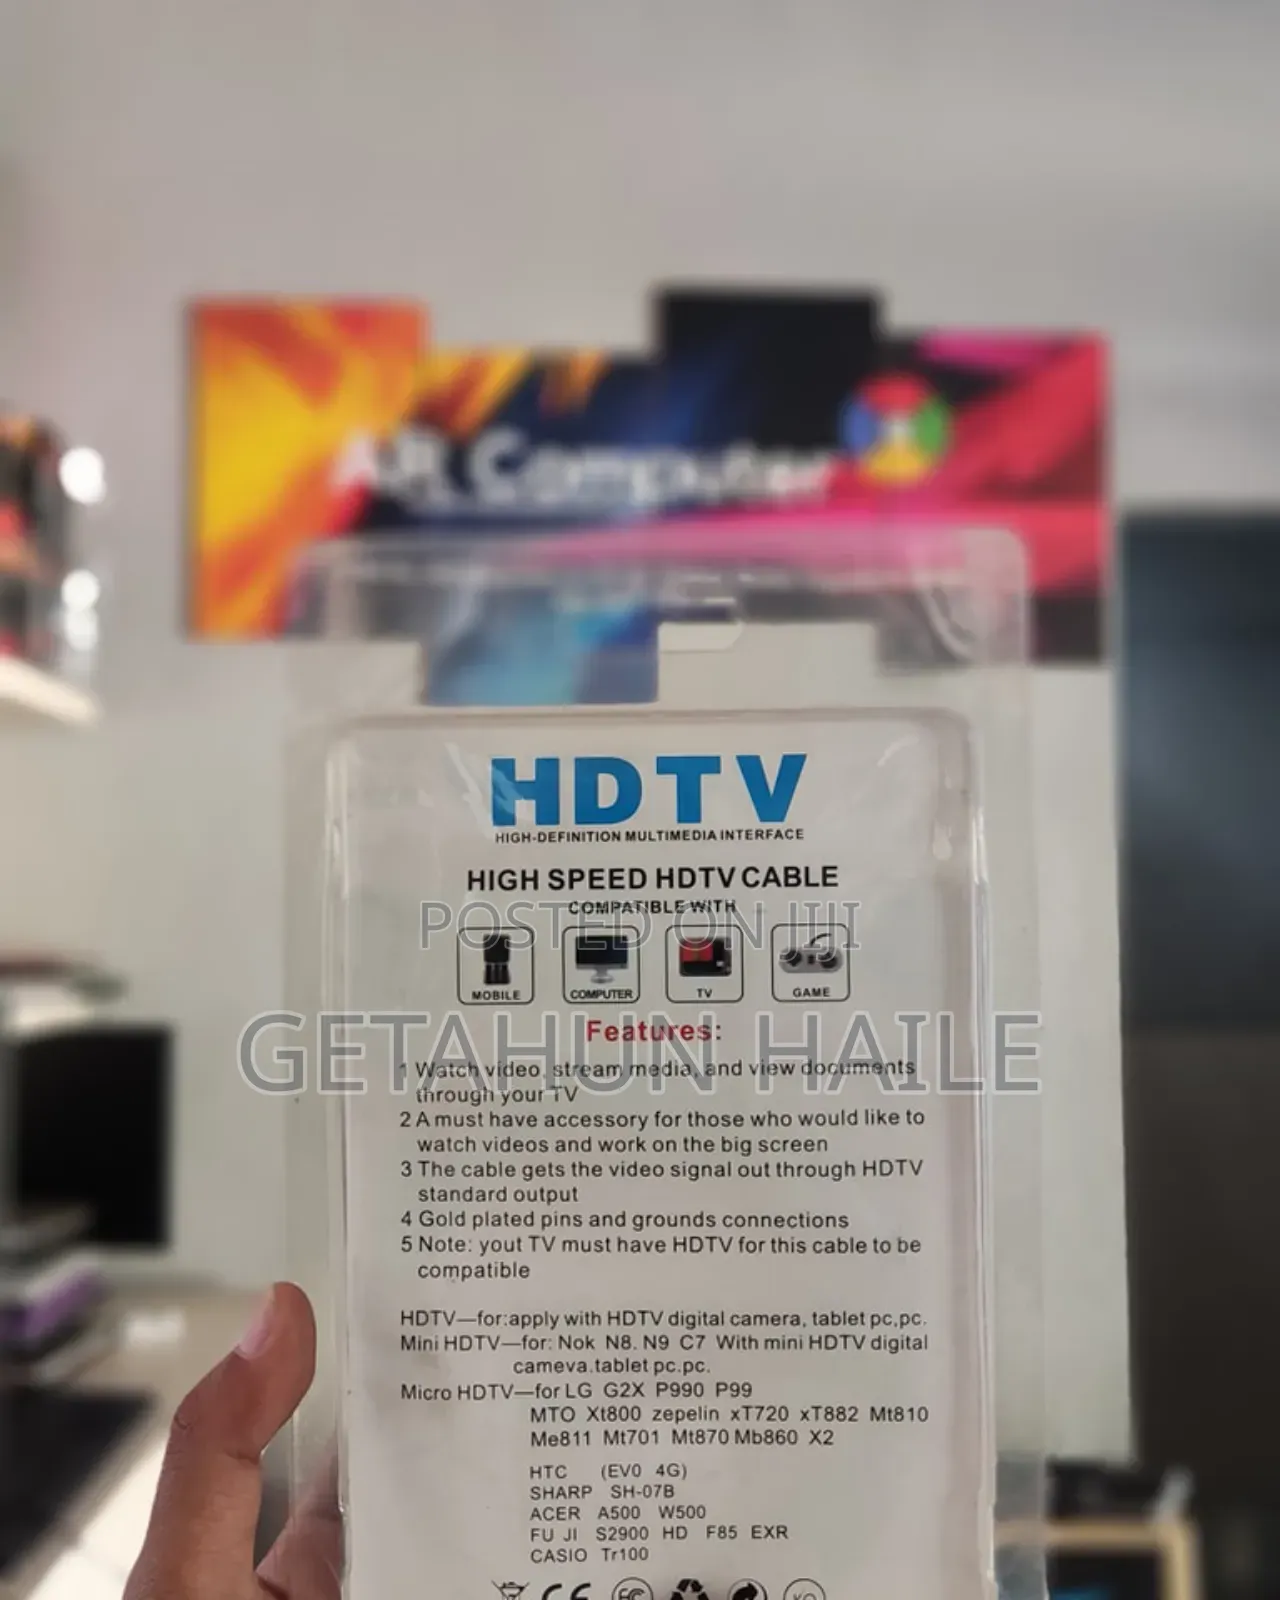 AR Computer
HDTV
HIGH-DEFINITION MULTIMEDIA INTERFACE
HIGH SPEED HDTV CABLE
COMPATIBLE WITH
POSTED ON JIJI
MOBILE COMPUTER TV GAME
Features:
GETAHUN HAILE
1 Watch video, stream media, and view documents
through your TV
2 A must have accessory for those who would like to
watch videos and work on the big screen
3 The cable gets the video signal out through HDTV
standard output
4 Gold plated pins and grounds connections
5 Note: yout TV must have HDTV for this cable to be
compatible
HDTV—for:apply with HDTV digital camera, tablet pc,pc.
Mini HDTV—for: Nok N8. N9 C7 With mini HDTV digital
cameva.tablet pc.pc.
Micro HDTV—for LG G2X P990 P99
MTO Xt800 zepelin xT720 xT882 Mt810
Me811 Mt701 Mt870 Mb860 X2
HTC (EV0 4G)
SHARP SH-07B
ACER A500 W500
FU JI S2900 HD F85 EXR
CASIO Tr100
CE FC